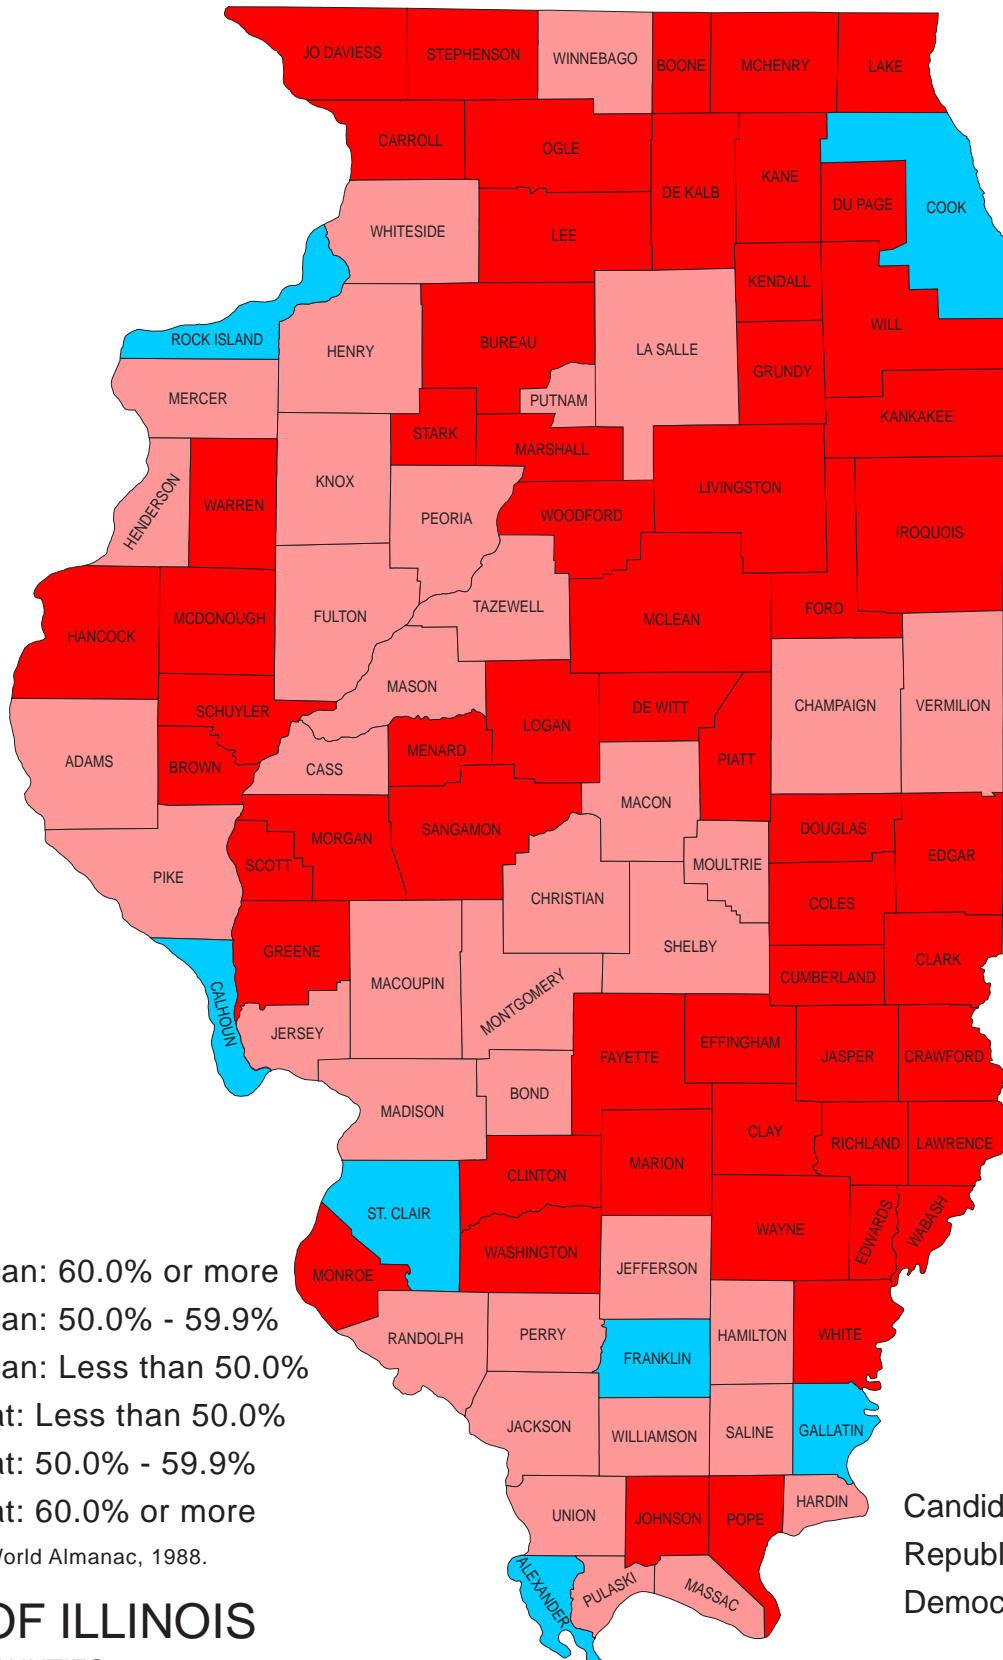 JO DAVIESS
STEPHENSON
WINNEBAGO
BOONE
MCHENRY
LAKE
CARROLL
OGLE
DE KALB
KANE
DU PAGE
COOK
WHITESIDE
LEE
KENDALL
WILL
ROCK ISLAND
HENRY
BUREAU
LA SALLE
GRUNDY
MERCER
PUTNAM
KANKAKEE
STARK
MARSHALL
HENDERSON
WARREN
KNOX
PEORIA
WOODFORD
LIVINGSTON
IROQUOIS
HANCOCK
MCDONOUGH
FULTON
TAZEWELL
MCLEAN
FORD
MASON
SCHUYLER
LOGAN
DE WITT
CHAMPAIGN
VERMILION
ADAMS
BROWN
CASS
MENARD
PIATT
MACON
MORGAN
SANGAMON
DOUGLAS
EDGAR
PIKE
SCOTT
MOULTRIE
CHRISTIAN
COLES
GREENE
SHELBY
CLARK
CALHOUN
MACOUPIN
MONTGOMERY
CUMBERLAND
JERSEY
FAYETTE
EFFINGHAM
JASPER
CRAWFORD
MADISON
BOND
CLAY
RICHLAND
LAWRENCE
CLINTON
MARION
ST. CLAIR
WAYNE
EDWARDS
WABASH
MONROE
WASHINGTON
JEFFERSON
RANDOLPH
PERRY
FRANKLIN
HAMILTON
WHITE
JACKSON
WILLIAMSON
SALINE
GALLATIN
UNION
JOHNSON
POPE
HARDIN
ALEXANDER
PULASKI
MASSAC
an: 60.0% or more
an: 50.0% - 59.9%
an: Less than 50.0%
at: Less than 50.0%
at: 50.0% - 59.9%
at: 60.0% or more
World Almanac, 1988.
OF ILLINOIS
Candid
Republ
Democ